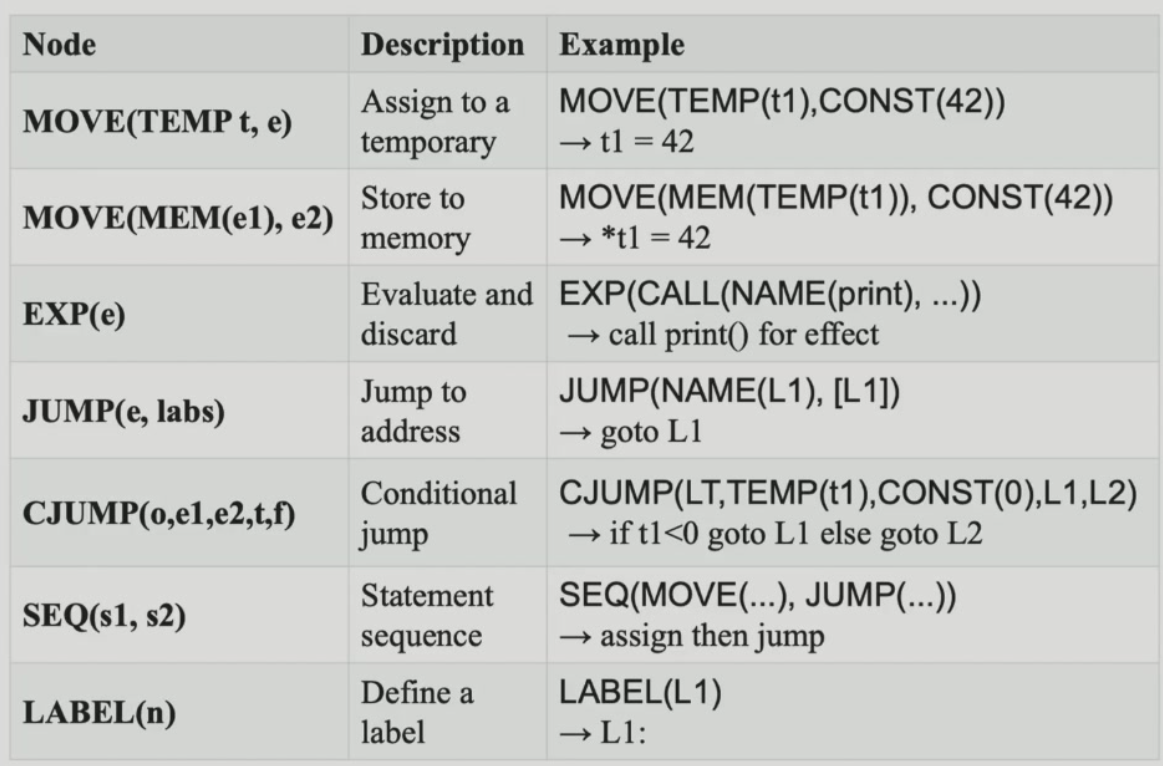 Node Description Example
MOVE(TEMP t, e)
Assign to a
temporary
MOVE(TEMP(t1),CONST(42))
→ t1 = 42
MOVE(MEM(e1), e2)
Store to
memory
MOVE(MEM(TEMP(t1)), CONST(42))
→ *t1 = 42
EXP(e)
Evaluate and
discard
EXP(CALL(NAME(print), ...))
→ call print() for effect
JUMP(e, labs)
Jump to
address
JUMP(NAME(L1), [L1])
→ goto L1
CJUMP(o,e1,e2,t,f)
Conditional
jump
CJUMP(LT,TEMP(t1),CONST(0),L1,L2)
→ if t1<0 goto L1 else goto L2
SEQ(s1, s2)
Statement
sequence
SEQ(MOVE(...), JUMP(...))
→ assign then jump
LABEL(n)
Define a
label
LABEL(L1)
→ L1: